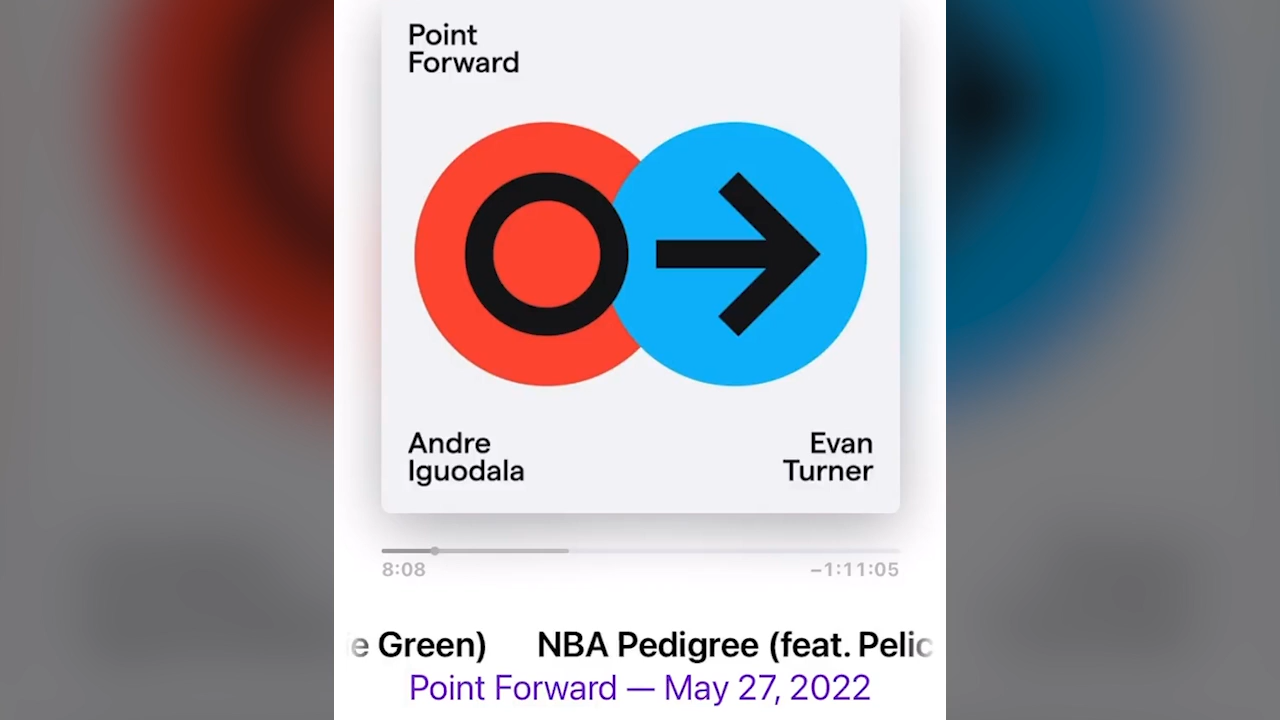 Point
Forward
Andre
Iguodala
Evan
Turner
8:08
−1:11:05
e Green) NBA Pedigree (feat. Pelic
Point Forward — May 27, 2022